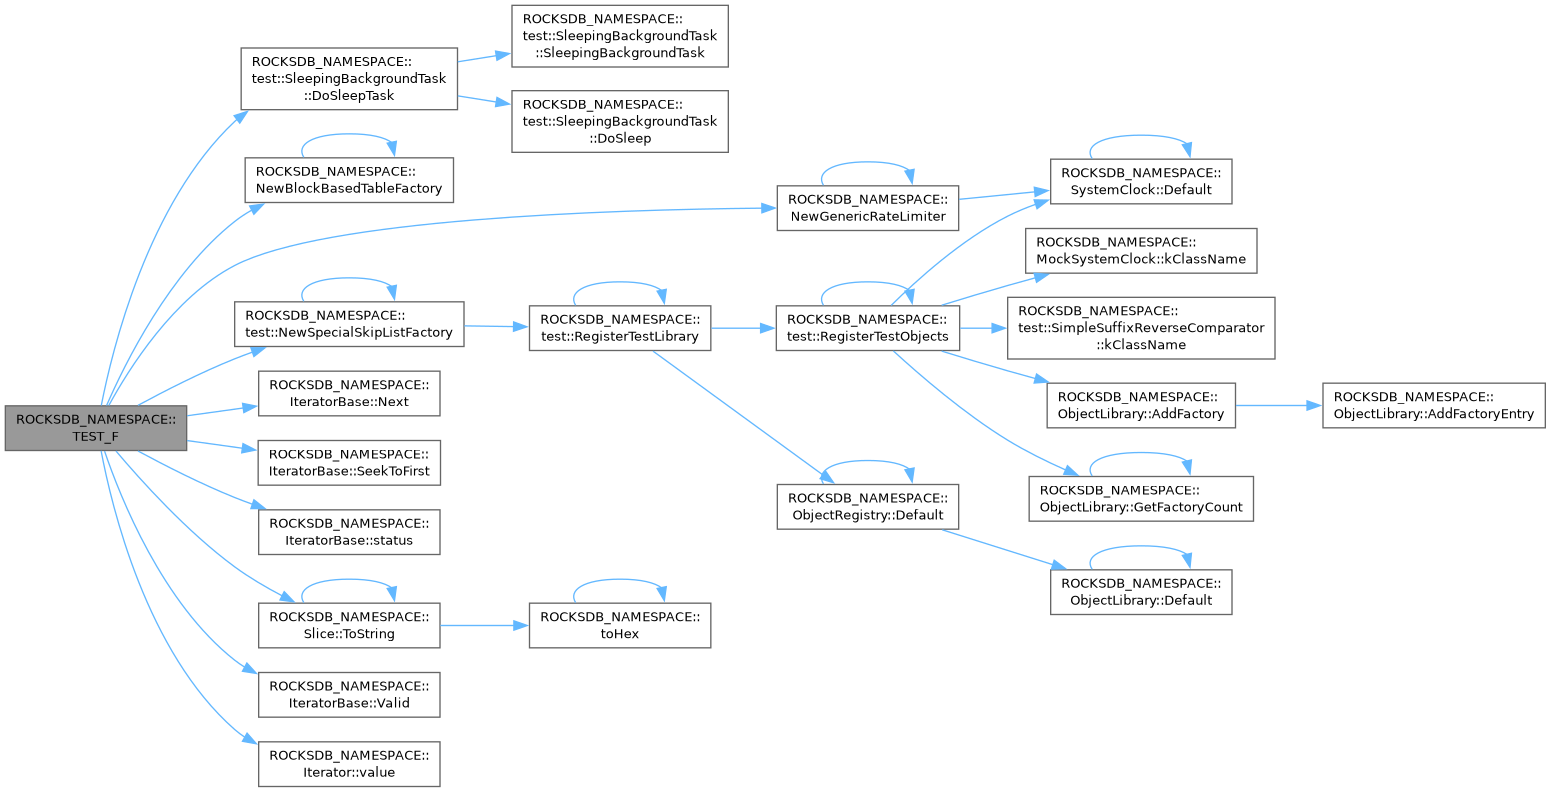 ROCKSDB_NAMESPACE::
TEST_F
ROCKSDB_NAMESPACE::
test::SleepingBackgroundTask
::DoSleepTask
ROCKSDB_NAMESPACE::
test::SleepingBackgroundTask
::SleepingBackgroundTask
ROCKSDB_NAMESPACE::
test::SleepingBackgroundTask
::DoSleep
ROCKSDB_NAMESPACE::
NewBlockBasedTableFactory
ROCKSDB_NAMESPACE::
NewGenericRateLimiter
ROCKSDB_NAMESPACE::
SystemClock::Default
ROCKSDB_NAMESPACE::
test::NewSpecialSkipListFactory
ROCKSDB_NAMESPACE::
test::RegisterTestLibrary
ROCKSDB_NAMESPACE::
test::RegisterTestObjects
ROCKSDB_NAMESPACE::
MockSystemClock::kClassName
ROCKSDB_NAMESPACE::
test::SimpleSuffixReverseComparator
::kClassName
ROCKSDB_NAMESPACE::
ObjectLibrary::AddFactory
ROCKSDB_NAMESPACE::
ObjectLibrary::AddFactoryEntry
ROCKSDB_NAMESPACE::
ObjectLibrary::GetFactoryCount
ROCKSDB_NAMESPACE::
ObjectRegistry::Default
ROCKSDB_NAMESPACE::
ObjectLibrary::Default
ROCKSDB_NAMESPACE::
IteratorBase::Next
ROCKSDB_NAMESPACE::
IteratorBase::SeekToFirst
ROCKSDB_NAMESPACE::
IteratorBase::status
ROCKSDB_NAMESPACE::
Slice::ToString
ROCKSDB_NAMESPACE::
toHex
ROCKSDB_NAMESPACE::
IteratorBase::Valid
ROCKSDB_NAMESPACE::
Iterator::value